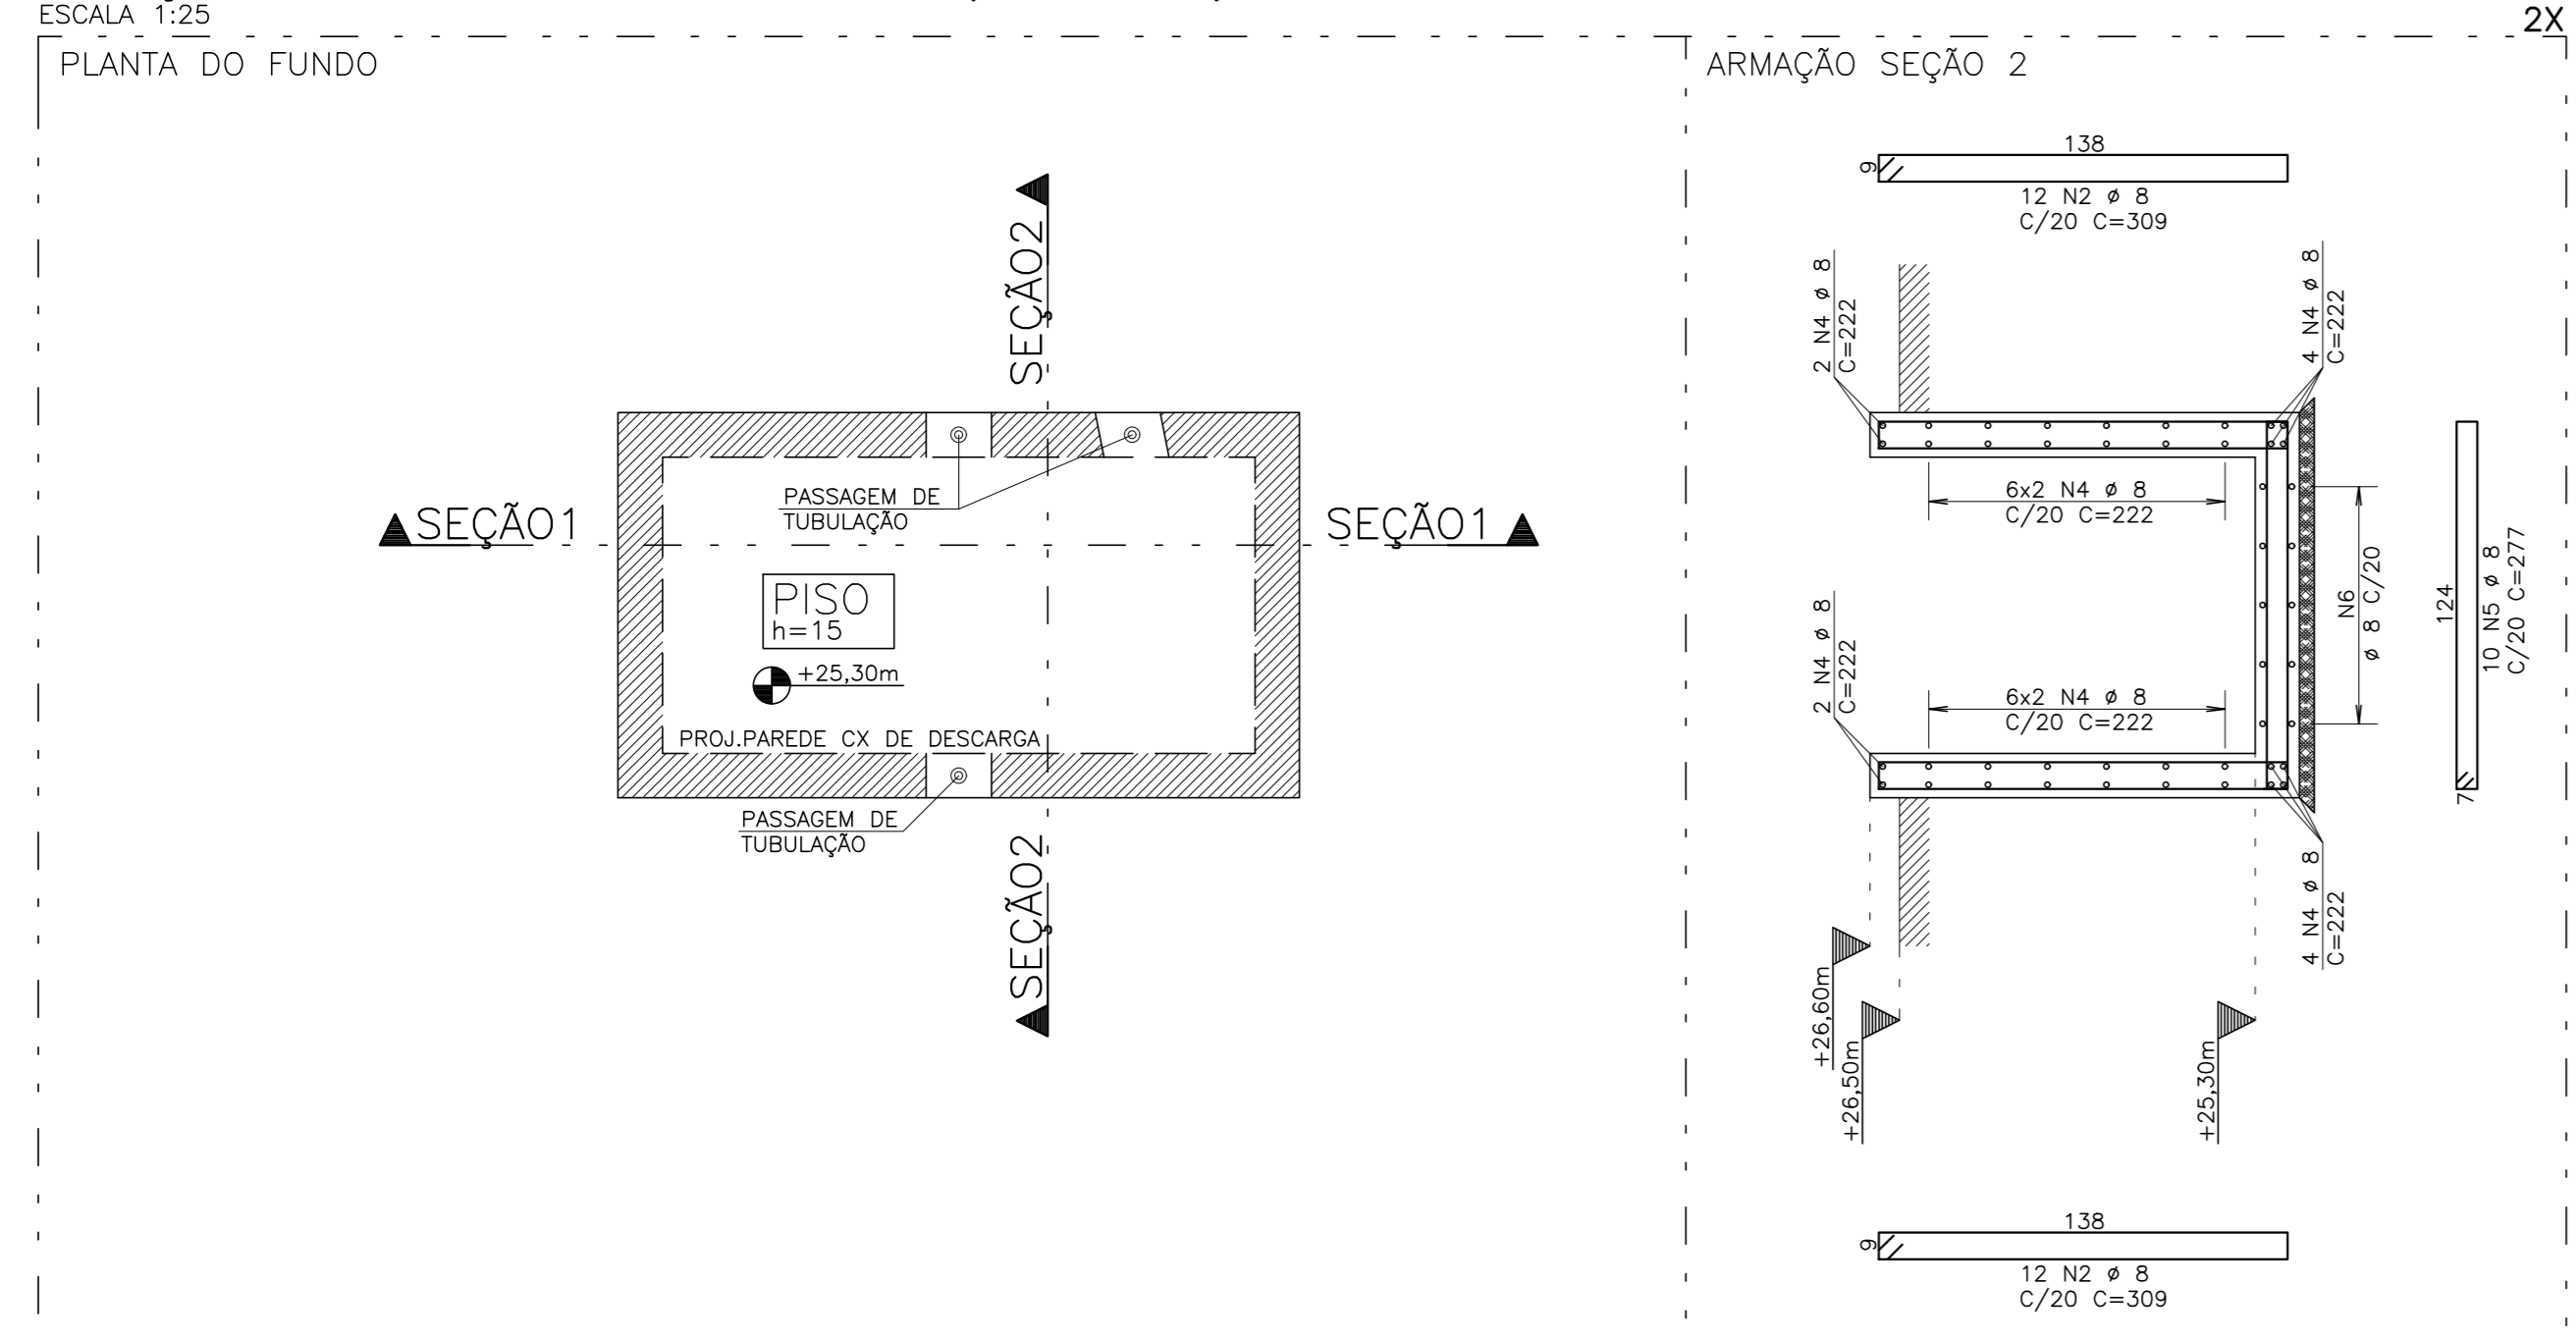 ESCALA 1:25
2X
PLANTA DO FUNDO
SEÇÃO2
PASSAGEM DE
TUBULAÇÃO
SEÇÃO1
SEÇÃO1
PISO
h=15
+25,30m
PROJ.PAREDE CX DE DESCARGA
PASSAGEM DE
TUBULAÇÃO
SEÇÃO2
ARMAÇÃO SEÇÃO 2
138
9
12 N2 ø 8
C/20 C=309
2 N4 ø 8
C=222
4 N4 ø 8
C=222
6x2 N4 ø 8
C/20 C=222
N6
ø 8 C/20
124
10 N5 ø 8
C/20 C=277
7
2 N4 ø 8
C=222
6x2 N4 ø 8
C/20 C=222
4 N4 ø 8
C=222
+26,60m
+26,50m
+25,30m
138
9
12 N2 ø 8
C/20 C=309